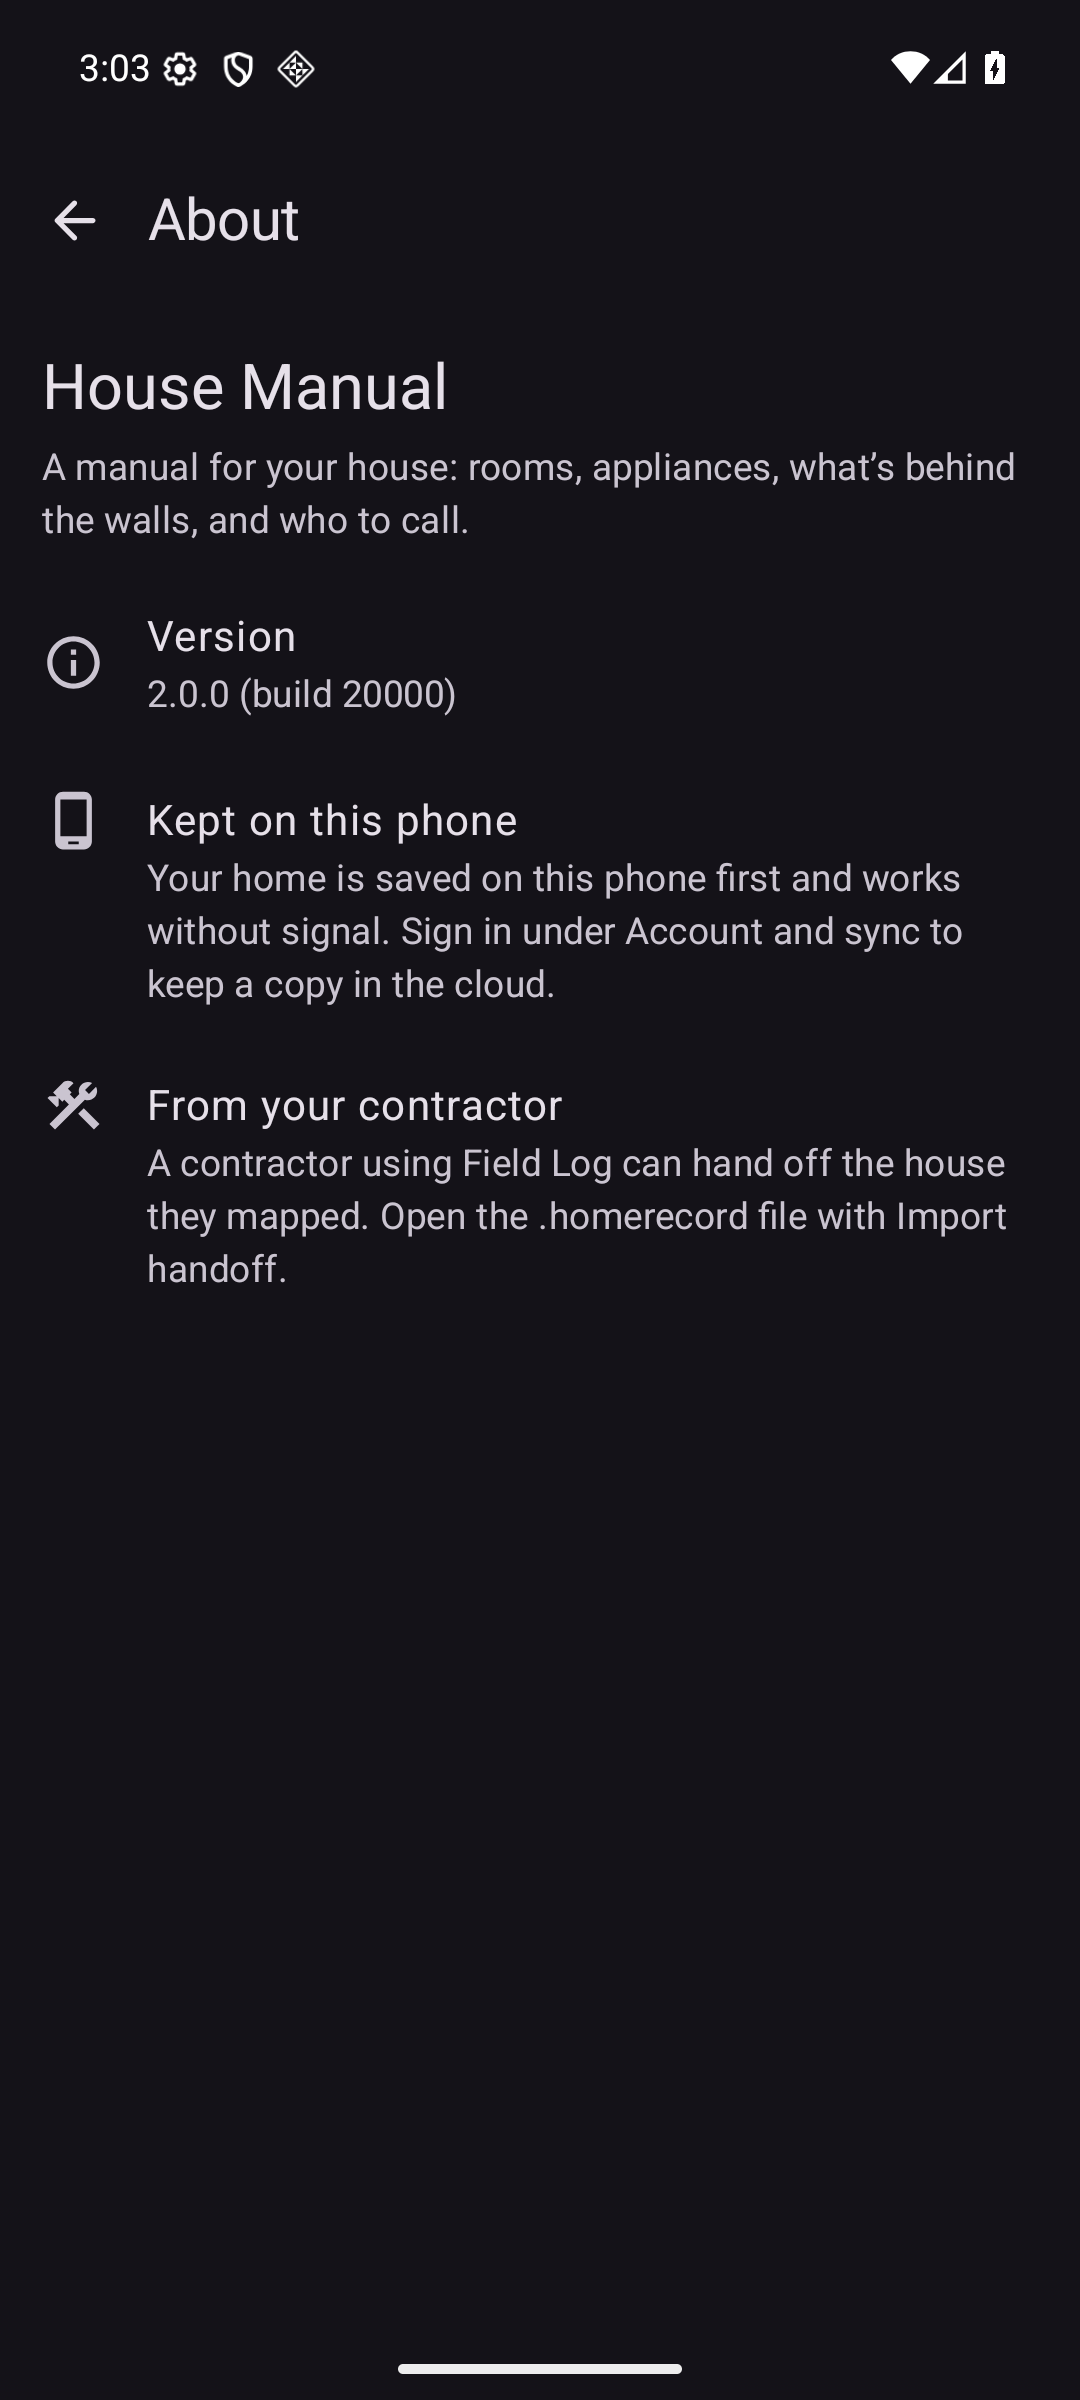 3:03
About
House Manual
A manual for your house: rooms, appliances, what’s behind
the walls, and who to call.
Version
2.0.0 (build 20000)
Kept on this phone
Your home is saved on this phone first and works
without signal. Sign in under Account and sync to
keep a copy in the cloud.
From your contractor
A contractor using Field Log can hand off the house
they mapped. Open the .homerecord file with Import
handoff.